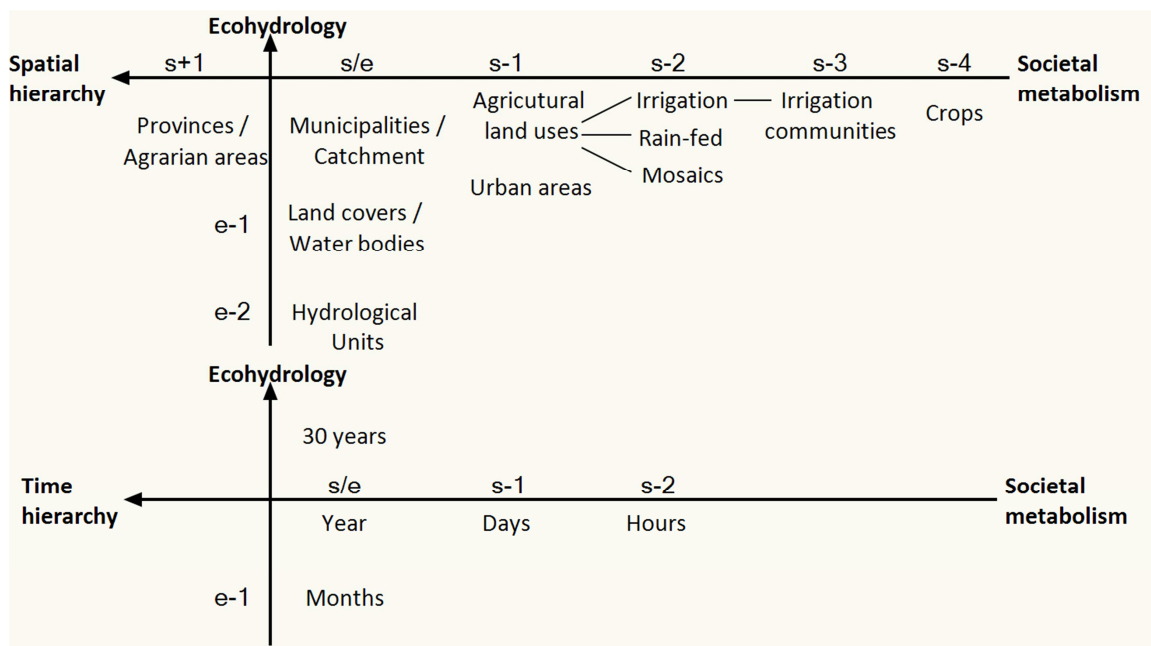 Ecohydrology
Spatial
hierarchy
s+1
s/e
s-1
s-2
s-3
s-4
Societal
metabolism
Provinces /
Agrarian areas
Municipalities /
Catchment
Agricutural
land uses
Irrigation
Rain-fed
Mosaics
Irrigation
communities
Crops
Urban areas
e-1
Land covers /
Water bodies
e-2
Hydrological
Units
Ecohydrology
30 years
Time
hierarchy
s/e
s-1
s-2
Societal
metabolism
Year
Days
Hours
e-1
Months